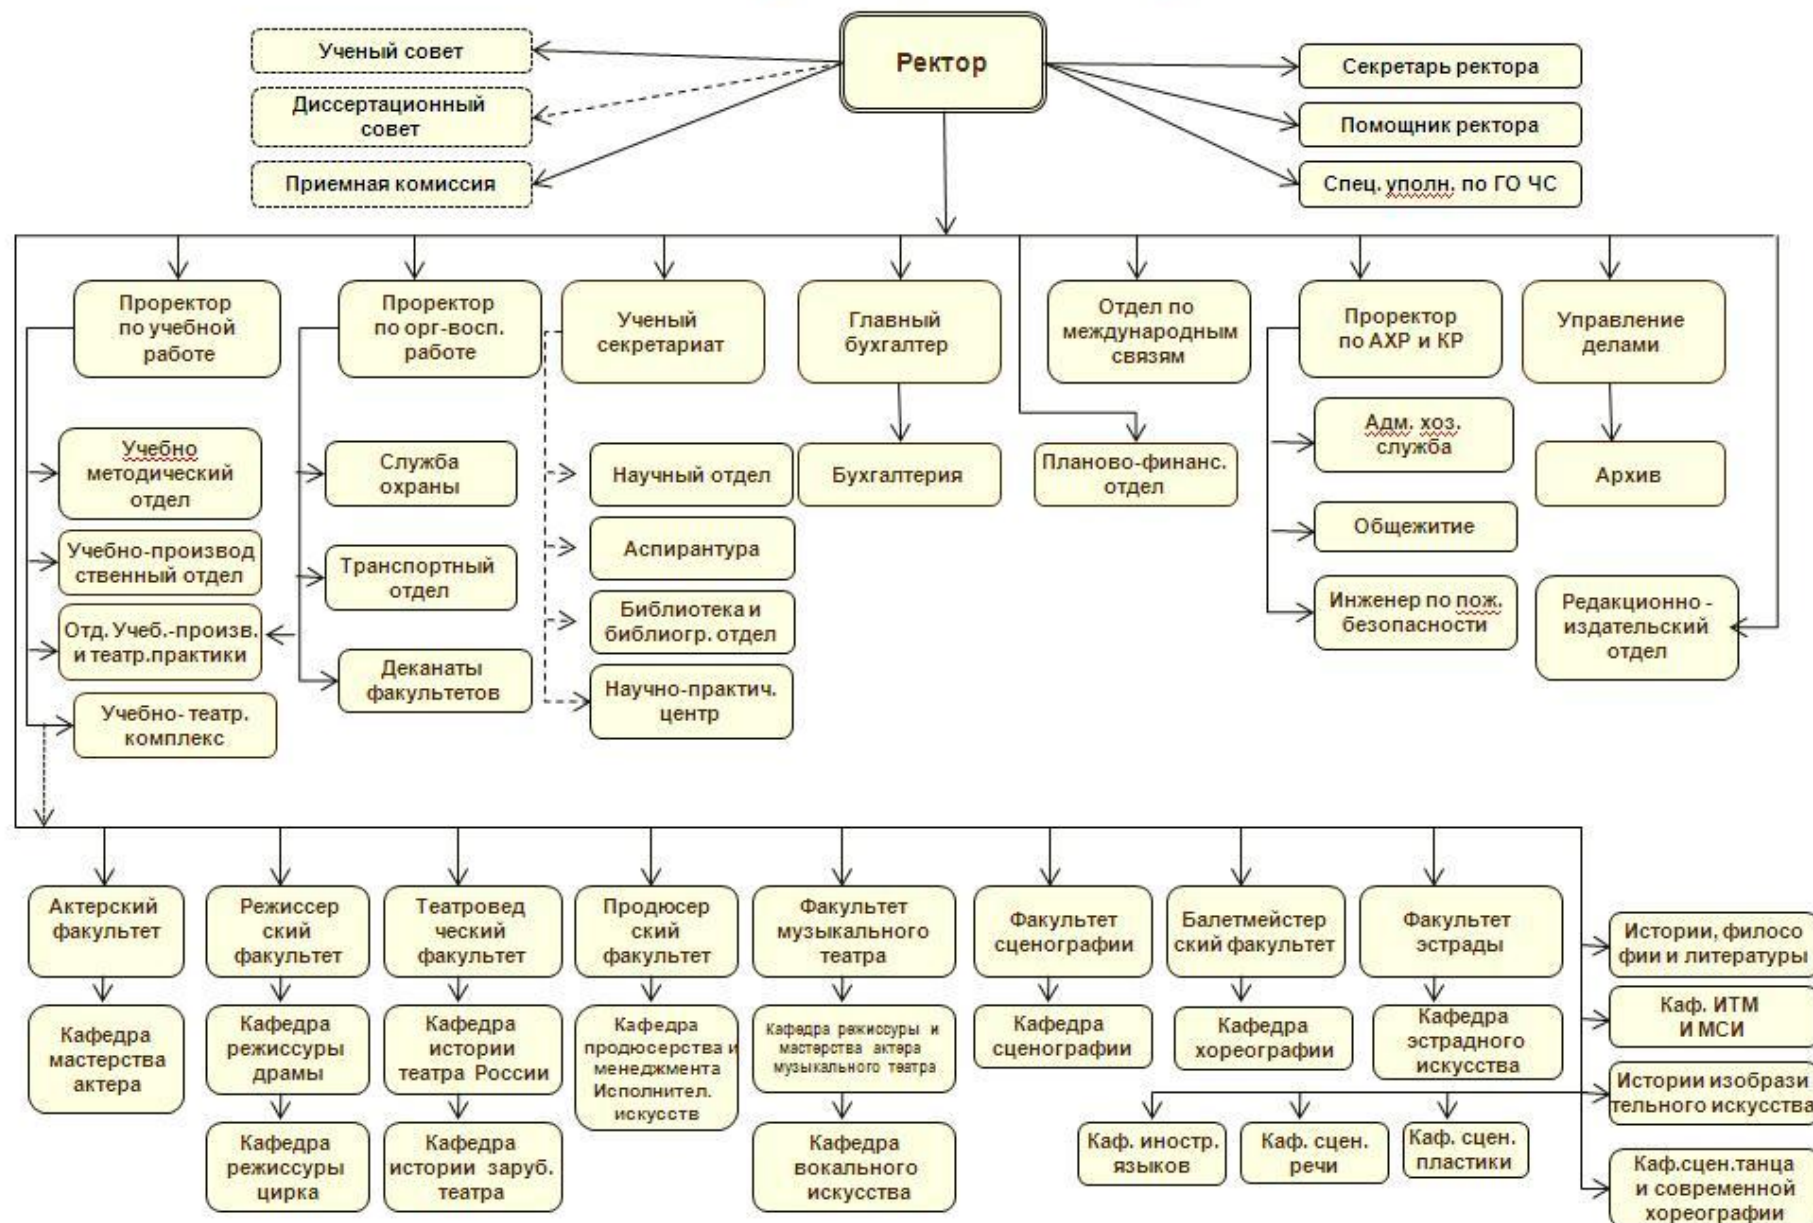 Ректор
Ученый совет
Диссертационный
совет
Приемная комиссия
Секретарь ректора
Помощник ректора
Спец. уполн. по ГО ЧС
Проректор
по учебной
работе
Проректор
по орг-восп.
работе
Ученый
секретариат
Главный
бухгалтер
Отдел по
международным
связям
Проректор
по АХР и КР
Управление
делами
Учебно
методический
отдел
Учебно-производ
ственный отдел
Отд. Учеб.-произв.
и театр.практики
Учебно- театр.
комплекс
Служба
охраны
Транспортный
отдел
Деканаты
факультетов
Научный отдел
Аспирантура
Библиотека и
библиогр. отдел
Научно-практич.
центр
Бухгалтерия
Планово-финанс.
отдел
Адм. хоз.
служба
Общежитие
Инженер по пож.
безопасности
Архив
Редакционно -
издательский
отдел
Актерский
факультет
Режиссер
ский
факультет
Театровед
ческий
факультет
Продюсер
ский
факультет
Факультет
музыкального
театра
Факультет
сценографии
Балетмейстер
ский факультет
Факультет
эстрады
Истории, филосо
фии и литературы
Кафедра
мастерства
актера
Кафедра
режиссуры
драмы
Кафедра
истории
театра России
Кафедра
продюсерства и
менеджмента
Исполнител.
искусств
Кафедра режиссуры и
мастерства актера
музыкального театра
Кафедра
сценографии
Кафедра
хореографии
Кафедра
эстрадного
искусства
Каф. ИТМ
И МСИ
Истории изобрази
тельного искусства
Кафедра
режиссуры
цирка
Кафедра
истории заруб.
театра
Кафедра
вокального
искусства
Каф. иностр.
языков
Каф. сцен.
речи
Каф. сцен.
пластики
Каф.сцен.танца
и современной
хореографии